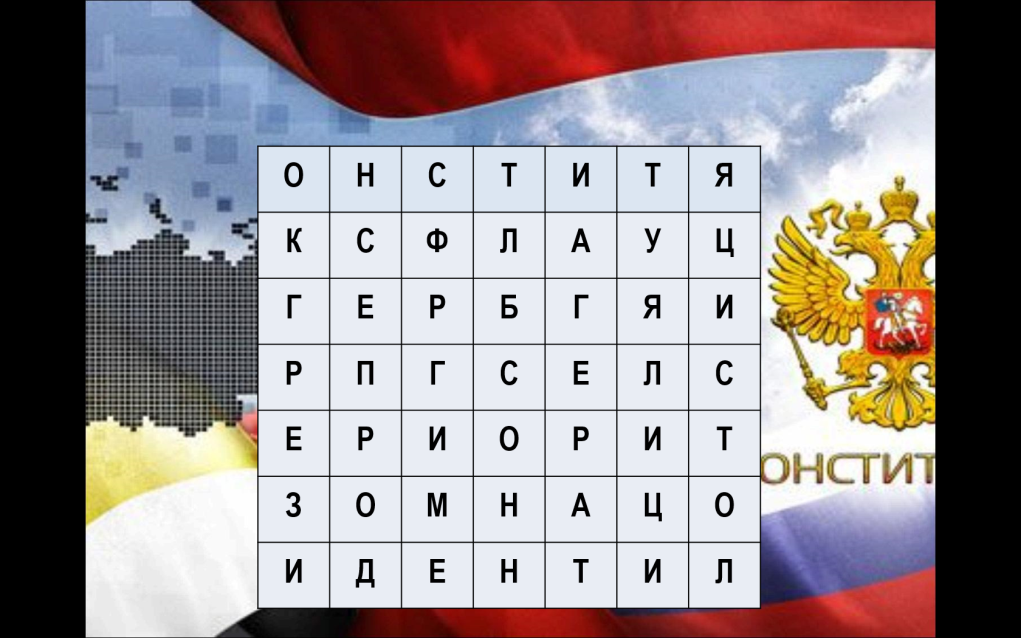 О Н С Т И Т Я
К С Ф Л А У Ц
Г Е Р Б Г Я И
Р П Г С Е Л С
Е Р И О Р И Т
З О М Н А Ц О
И Д Е Н Т И Л
ОНСТИТ